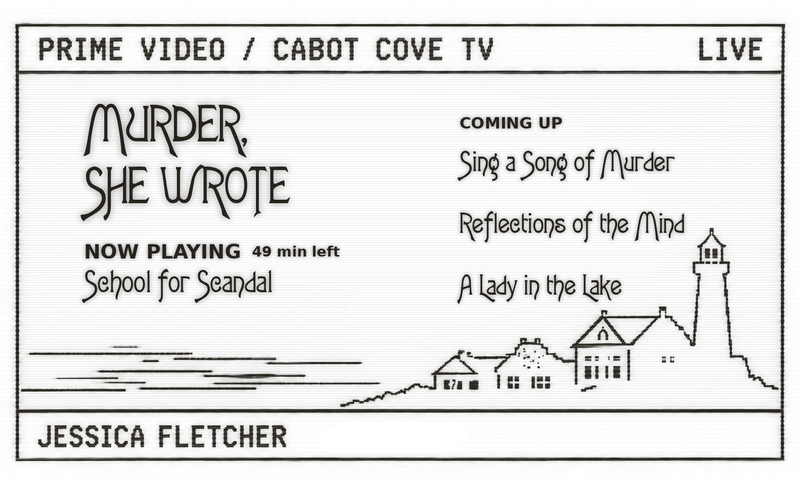 PRIME VIDEO / CABOT COVE TV LIVE
MURDER,
SHE WROTE
NOW PLAYING 49 min left
School for Scandal
COMING UP
Sing a Song of Murder
Reflections of the Mind
A Lady in the Lake
JESSICA FLETCHER